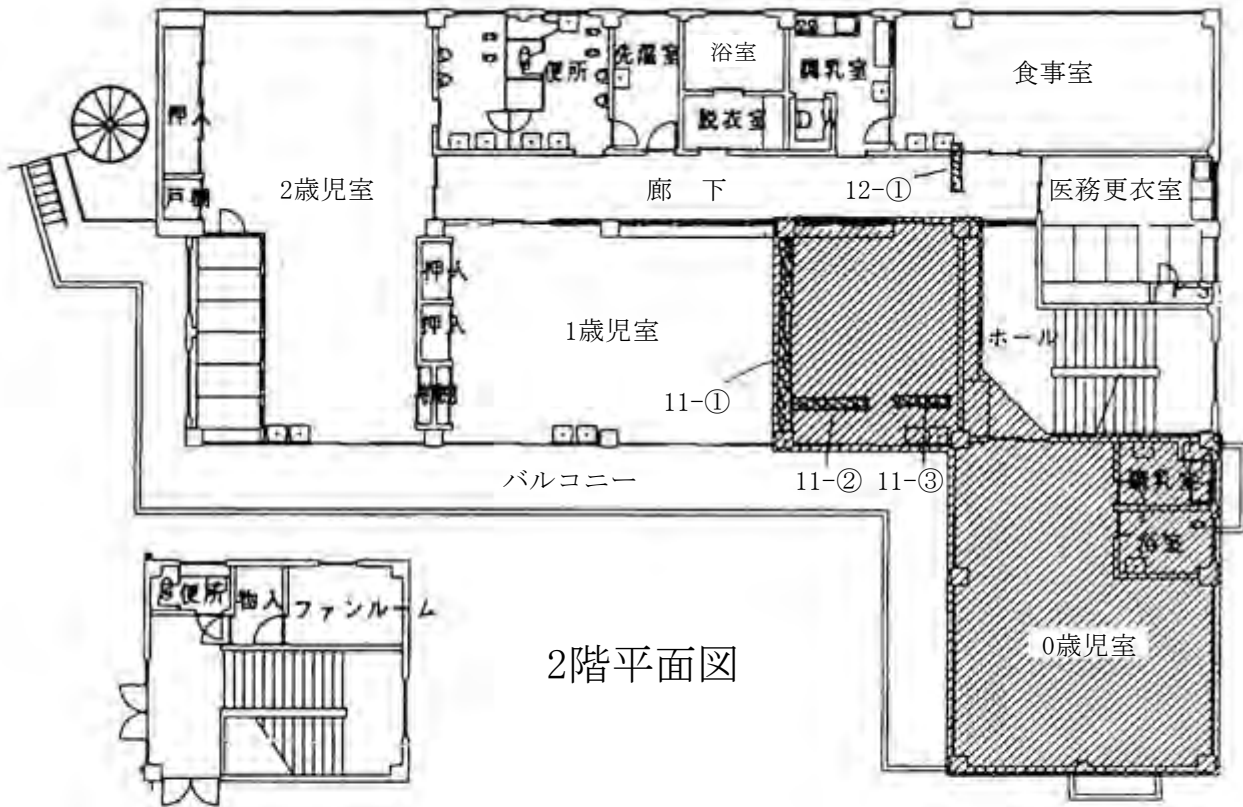 便所
洗濯室
浴室
調乳室
食事室
押入
脱衣室
D.W
戸棚
2歳児室
廊 下
12-①
医務更衣室
押入
押入
1歳児室
ホール
11-①
バルコニー
11-②
11-③
調乳室
浴室
便所
物入
ファンルーム
2階平面図
0歳児室